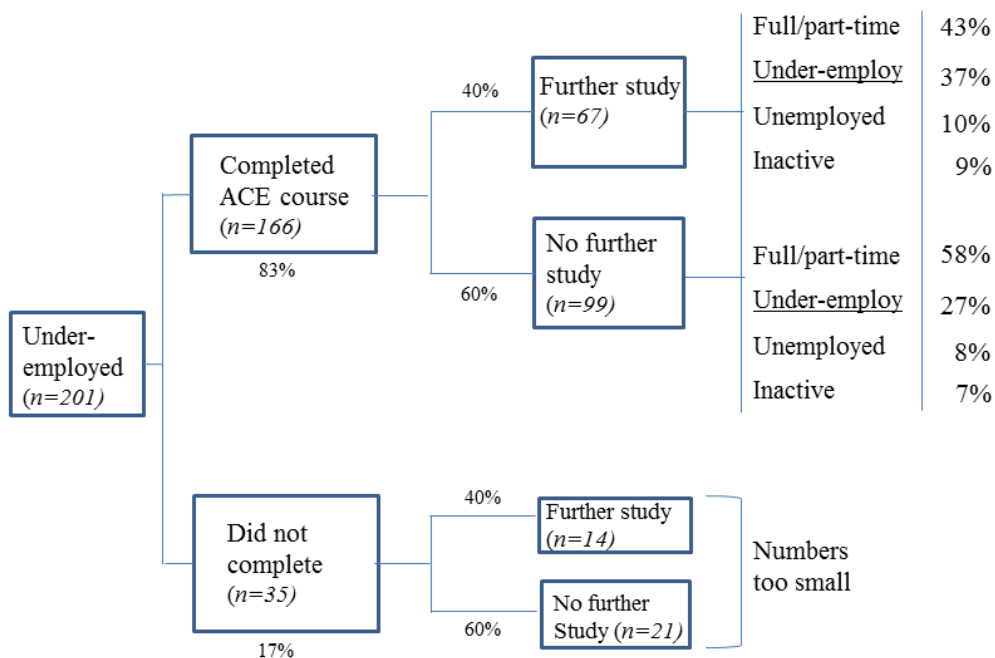 Under-
employed
(n=201)
Completed
ACE course
(n=166)
83%
40%
Further study
(n=67)
Full/part-time 43%
Under-employ 37%
Unemployed 10%
Inactive 9%
60%
No further
study
(n=99)
Full/part-time 58%
Under-employ 27%
Unemployed 8%
Inactive 7%
Did not
complete
(n=35)
17%
40%
Further study
(n=14)
60%
No further
Study (n=21)
Numbers
too small